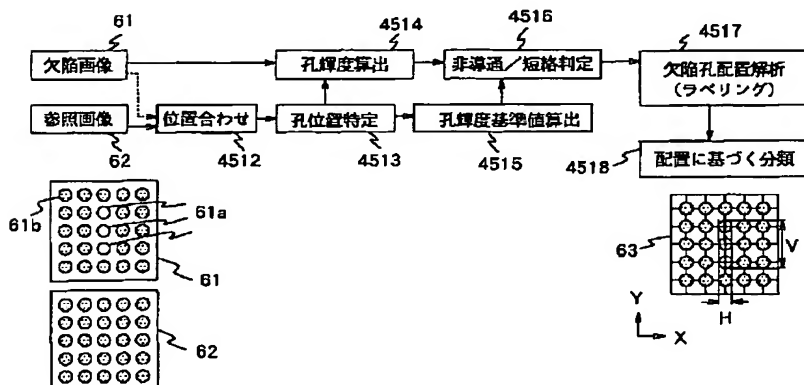 61
4514
4516
4517
欠陥画像
孔輝度算出
非導通/短絡判定
欠陥孔配置解析
(ラベリング)
参照画像
位置合わせ
孔位置特定
孔輝度基準値算出
62
4512
4513
4515
4518
配置に基づく分類
61b
61a
61
62
63
V
H
Y
X